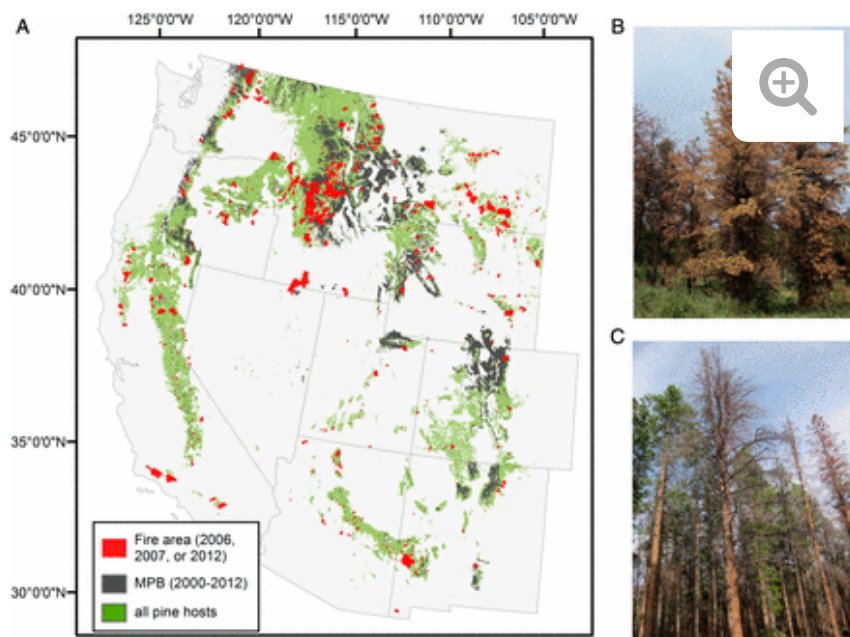 A
125°0'0"W
120°0'0"W
115°0'0"W
110°0'0"W
105°0'0"W
B
45°0'0"N
40°0'0"N
C
35°0'0"N
30°0'0"N
Fire area (2006,
2007, or 2012)
MPB (2000-2012)
all pine hosts